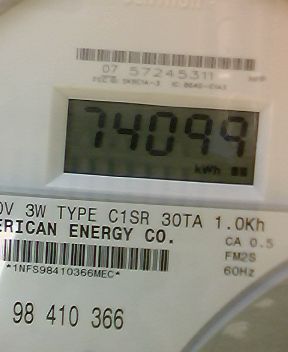 07 57245311
74099
kWh
0V 3W TYPE C1SR 30TA 1.0Kh
ERICAN ENERGY CO.
CA 0.5
FM2S
60Hz
*1NFS98410366MEC*
98 410 366